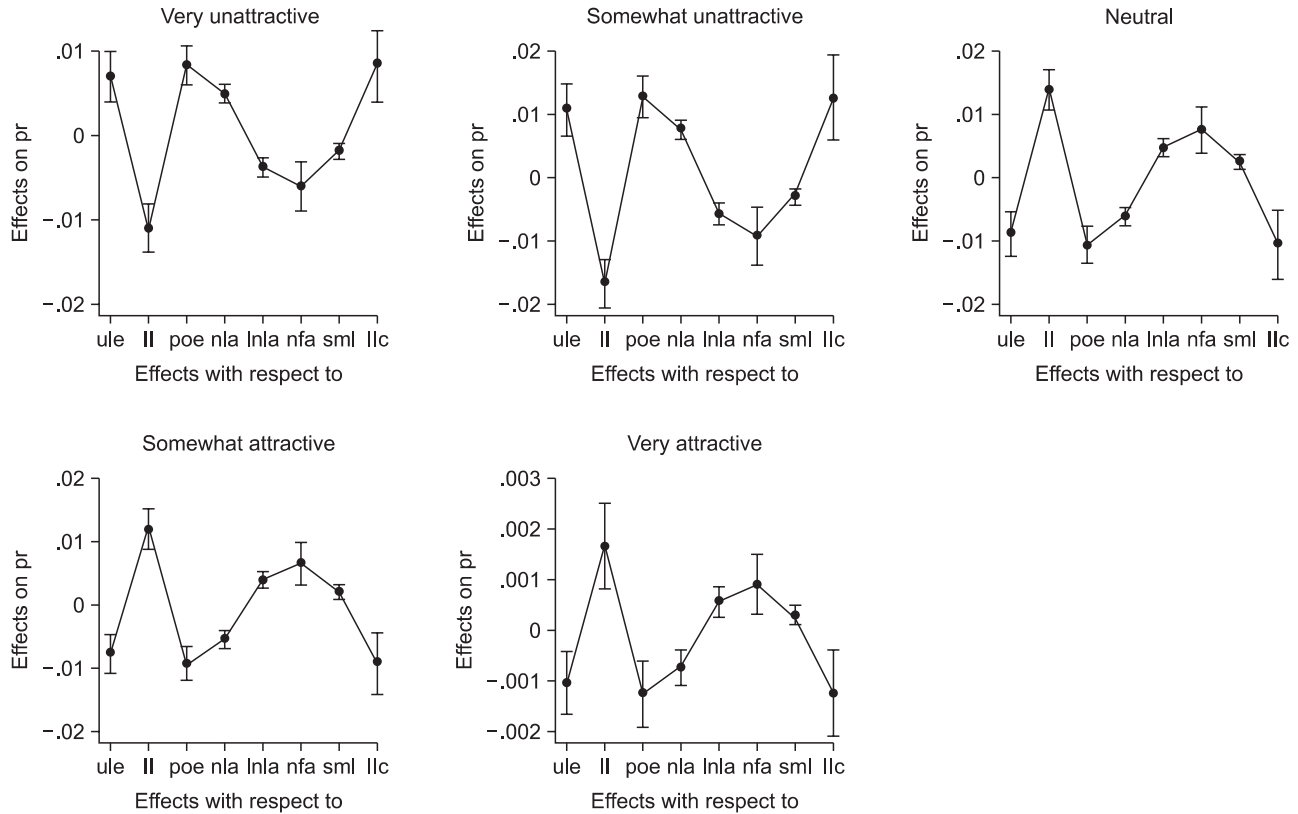 Very unattractive
Effects on pr
.01
0
−.01
−.02
ule ll poe nla lnla nfa sml llc
Effects with respect to
Somewhat unattractive
Effects on pr
.02
.01
0
−.01
−.02
ule ll poe nla lnla nfa sml llc
Effects with respect to
Neutral
Effects on pr
.02
.01
0
−.01
−.02
ule ll poe nla lnla nfa sml llc
Effects with respect to
Somewhat attractive
Effects on pr
.02
.01
0
−.01
−.02
ule ll poe nla lnla nfa sml llc
Effects with respect to
Very attractive
Effects on pr
.003
.002
.001
0
−.001
−.002
ule ll poe nla lnla nfa sml llc
Effects with respect to